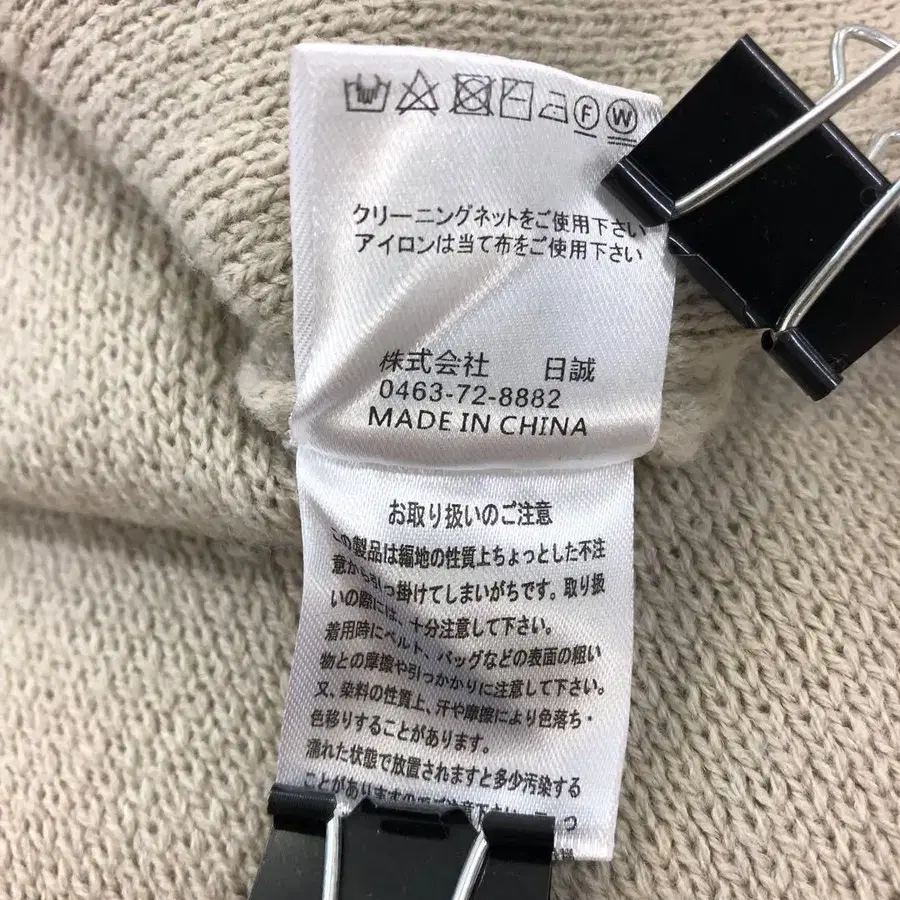 F W
クリーニングネットをご使用下さい
アイロンは当て布をご使用下さい
株式会社 日誠
0463-72-8882
MADE IN CHINA
お取り扱いのご注意
この製品は編地の性質上ちょっとした不注
意から引っ掛けてしまいがちです。取り扱
いの際には、十分注意して下さい。
着用時にベルト、バッグなどの表面の粗い
物との摩擦や引っかかりに注意して下さい。
又、染料の性質上、汗や摩擦により色落ち・
色移りすることがあります。
濡れた状態で放置されますと多少汚染する
ことがありますので